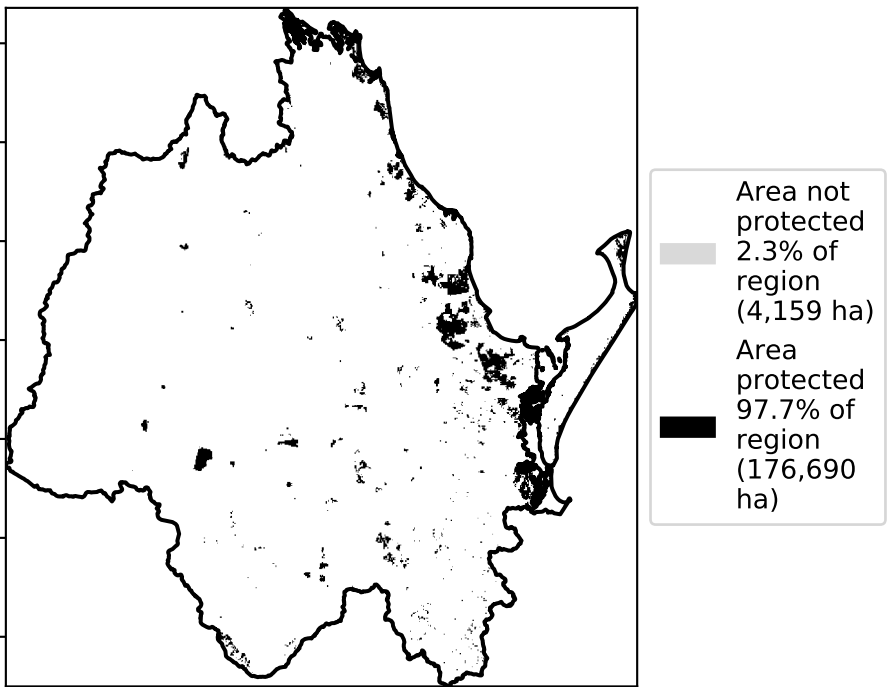 Area not
protected
2.3% of
region
(4,159 ha)
Area
protected
97.7% of
region
(176,690
ha)